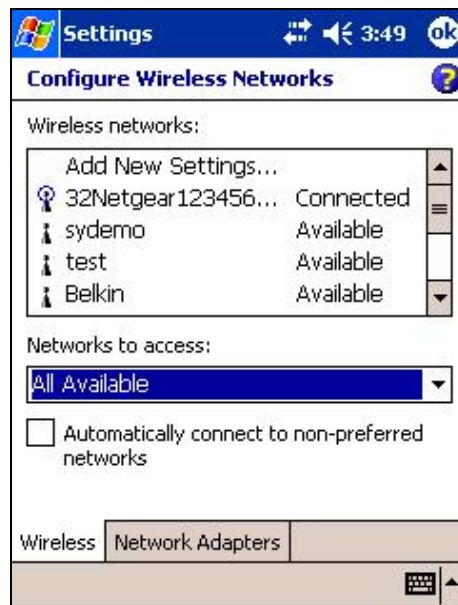 Settings 3:49 ok
Configure Wireless Networks ?
Wireless networks:
Add New Settings...
32Netgear123456... Connected
sydemo Available
test Available
Belkin Available
Networks to access:
All Available
Automatically connect to non-preferred
networks
Wireless Network Adapters